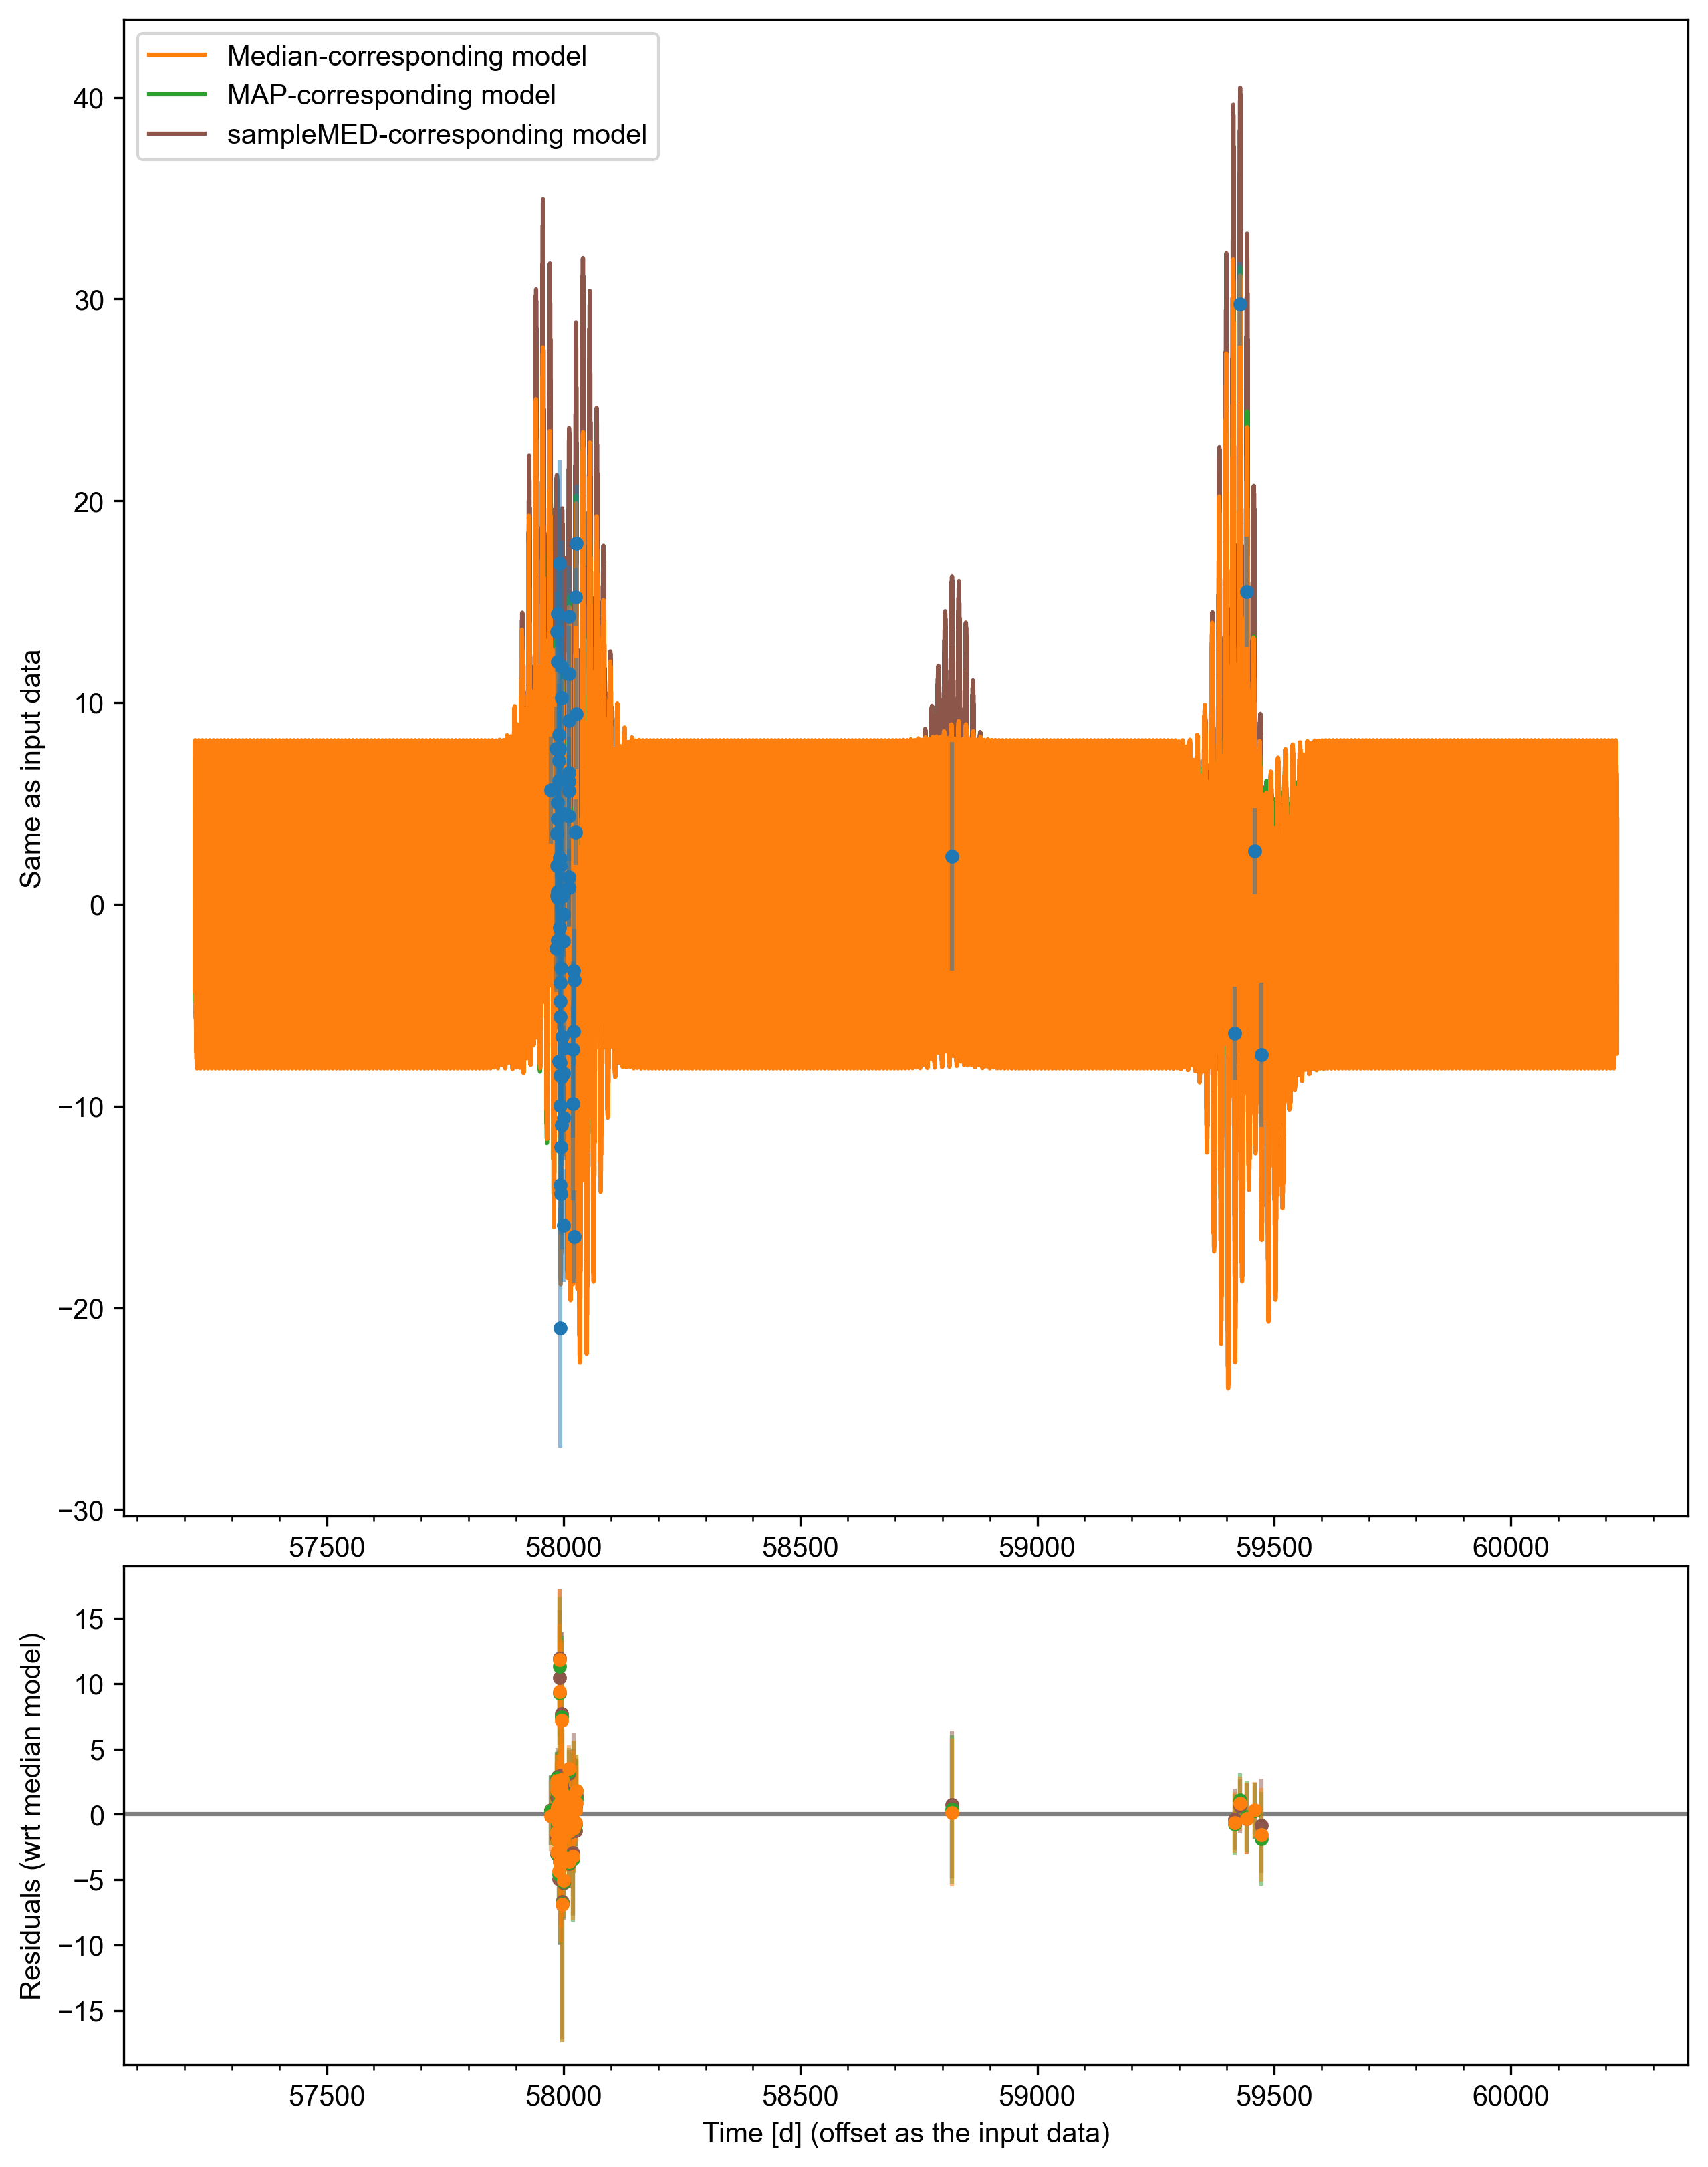 Median-corresponding model
MAP-corresponding model
sampleMED-corresponding model
Same as input data
40
30
20
10
0
−10
−20
−30
57500 58000 58500 59000 59500 60000
Residuals (wrt median model)
15
10
5
0
−5
−10
−15
57500 58000 58500 59000 59500 60000
Time [d] (offset as the input data)